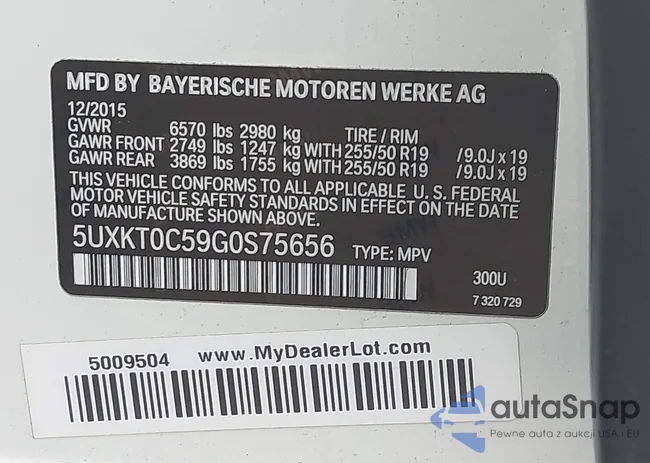 MFD BY BAYERISCHE MOTOREN WERKE AG
12/2015
GVWR 6570 lbs 2980 kg TIRE / RIM
GAWR FRONT 2749 lbs 1247 kg WITH 255/50 R19 /9.0J x 19
GAWR REAR 3869 lbs 1755 kg WITH 255/50 R19 /9.0J x 19
THIS VEHICLE CONFORMS TO ALL APPLICABLE U. S. FEDERAL
MOTOR VEHICLE SAFETY STANDARDS IN EFFECT ON THE DATE OF
MANUFACTURE SHOWN ABOVE.
5UXKT0C59G0S75656 TYPE: MPV
300U
7 320 729
5009504 www.MyDealerLot.com
autaSnap
Pewne auta z aukcji USA i EU